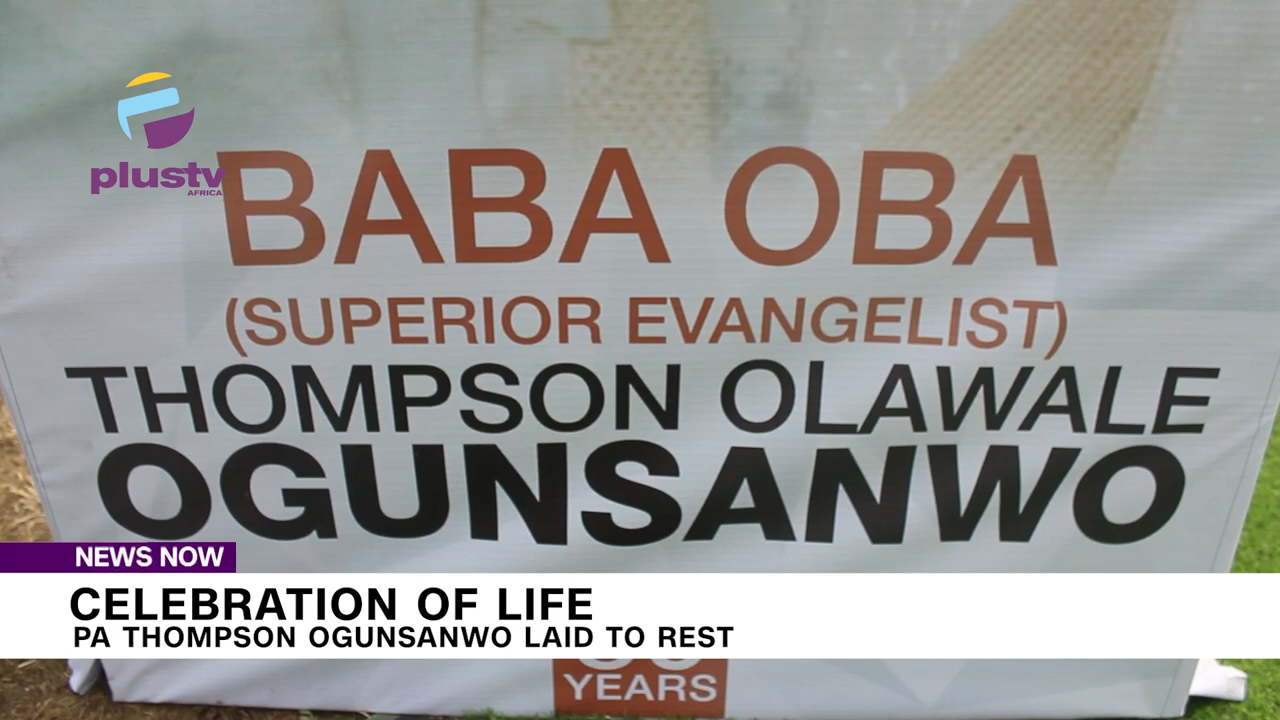 plustv
AFRICA
BABA OBA
(SUPERIOR EVANGELIST)
THOMPSON OLAWALE
OGUNSANWO
NEWS NOW
CELEBRATION OF LIFE
PA THOMPSON OGUNSANWO LAID TO REST
YEARS